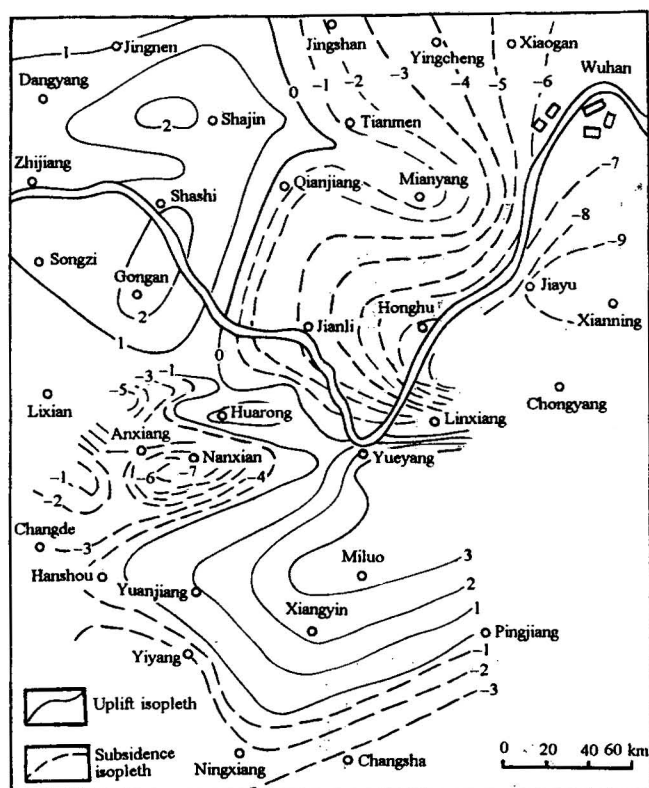 1
Jingnen
Jingshan
Yingcheng
Xiaogan
Dangyang
0
-1
-2
-3
-4
-5
-6
Wuhan
2
Shajin
Tianmen
Zhijiang
Shashi
Qianjiang
Mianyang
-7
-8
-9
Songzi
Gongan
2
1
Jianli
Honghu
Jiayu
Xianning
0
-5
-3
-1
Lixian
Huarong
Linxiang
Chongyang
Anxiang
Nanxian
Yueyang
-1
-2
-6
-7
-4
Changde
-3
Hanshou
Yuanjiang
Miluo
3
2
1
Xiangyin
Pingjiang
Yiyang
-1
-2
-3
Uplift isopleth
Subsidence
isopleth
Ningxiang
Changsha
0 20 40 60 km